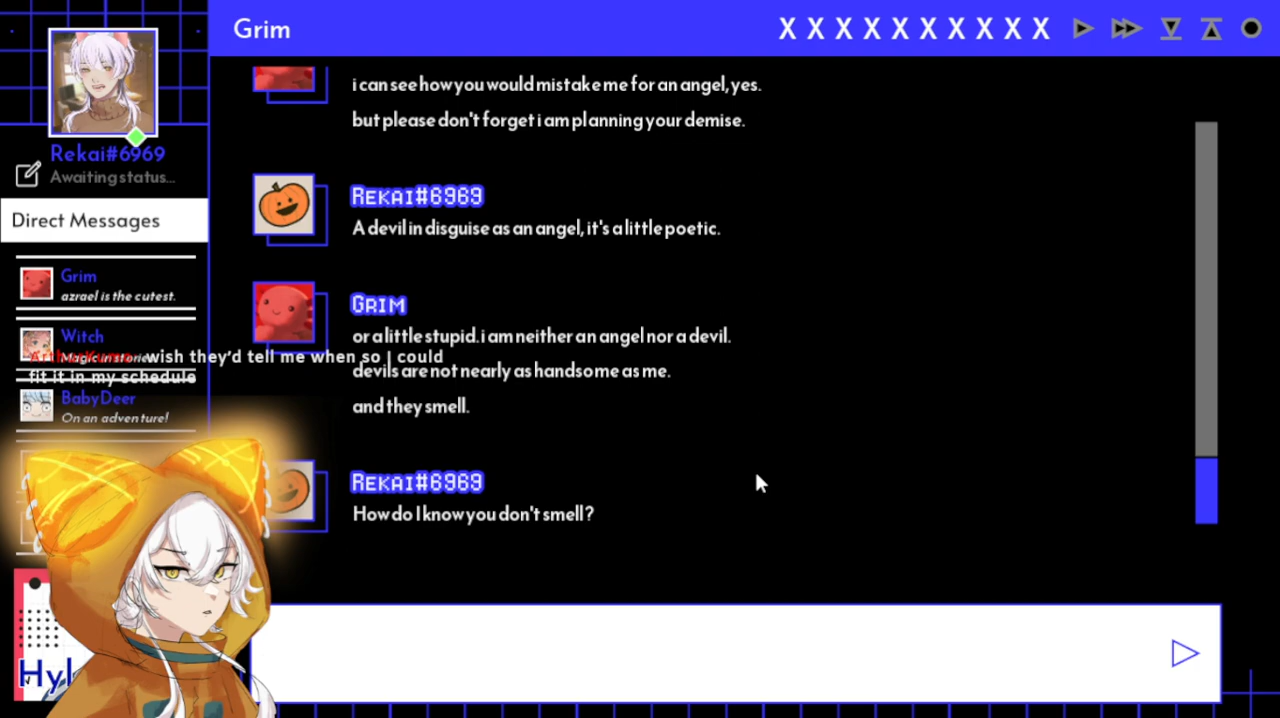 Grim
X X X X X X X X X X
Rekai#6969
Awaiting status...
Direct Messages
Grim
azrael is the cutest.
Witch
BabyDeer
On an adventure!
wish they'd tell me when so I could
fit it in my schedule
Hyl
i can see how you would mistake me for an angel, yes.
but please don't forget i am planning your demise.
REKAI#6969
A devil in disguise as an angel, it's a little poetic.
GRIM
or a little stupid. i am neither an angel nor a devil.
devils are not nearly as handsome as me.
and they smell.
REKAI#6969
How do I know you don't smell?